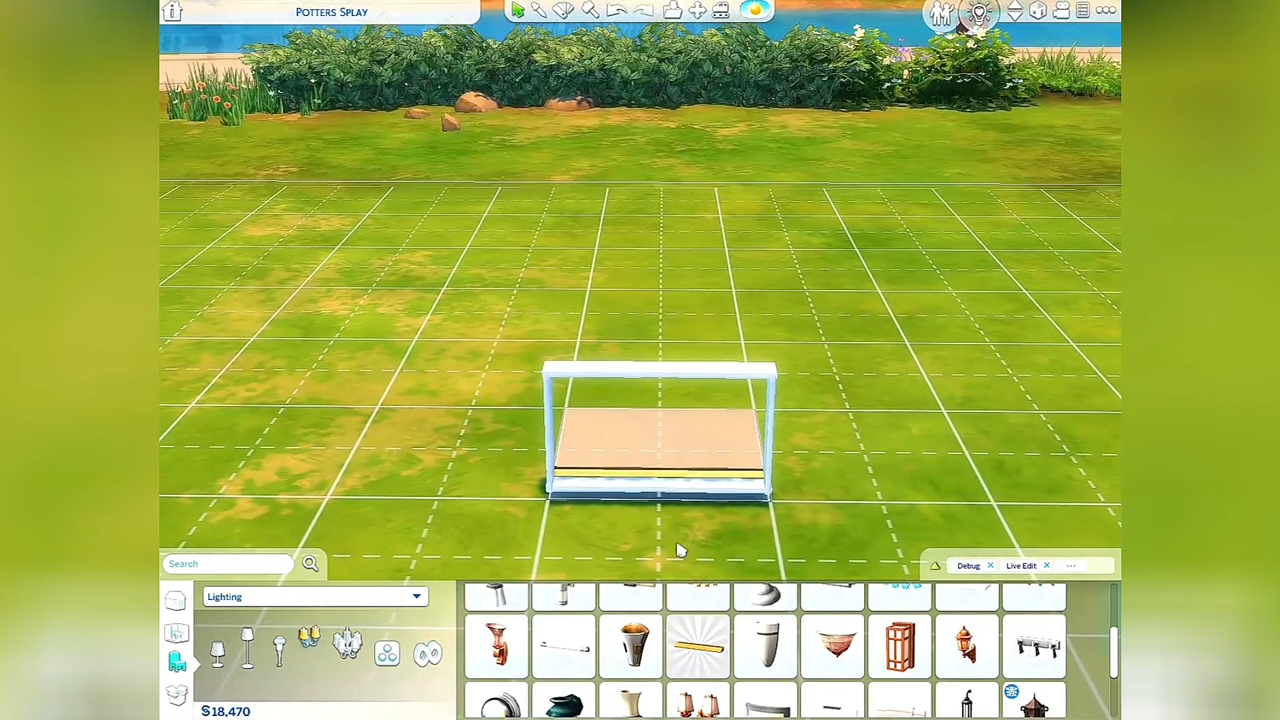 POTTERS SPLAY
Search
Debug
Live Edit
Lighting
§18,470